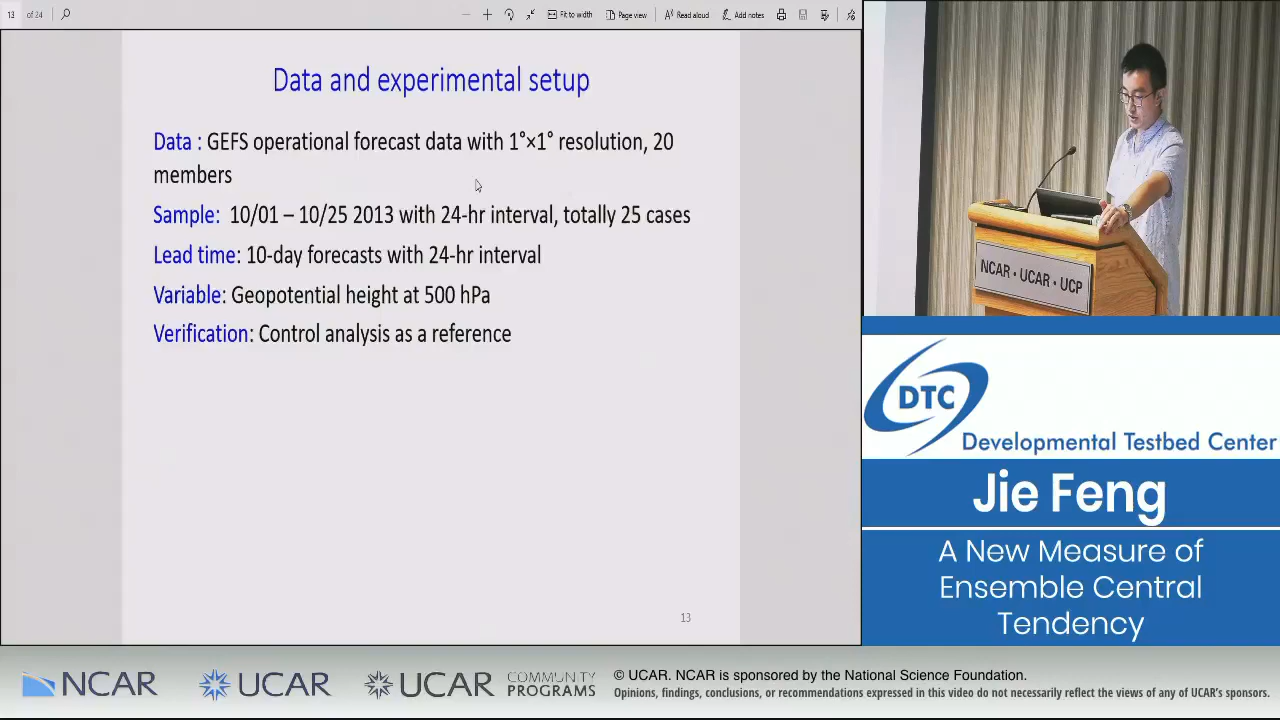 13 of 24
Fit to width
Page view
Read aloud
Add notes
Data and experimental setup
Data : GEFS operational forecast data with 1°×1° resolution, 20
members
Sample: 10/01 – 10/25 2013 with 24-hr interval, totally 25 cases
Lead time: 10-day forecasts with 24-hr interval
Variable: Geopotential height at 500 hPa
Verification: Control analysis as a reference
13
NCAR • UCAR • UCP
DTC
Developmental Testbed Center
Jie Feng
A New Measure of
Ensemble Central
Tendency
NCAR
UCAR
UCAR
COMMUNITY
PROGRAMS
© UCAR. NCAR is sponsored by the National Science Foundation.
Opinions, findings, conclusions, or recommendations expressed in this video do not necessarily reflect the views of any of UCAR's sponsors.